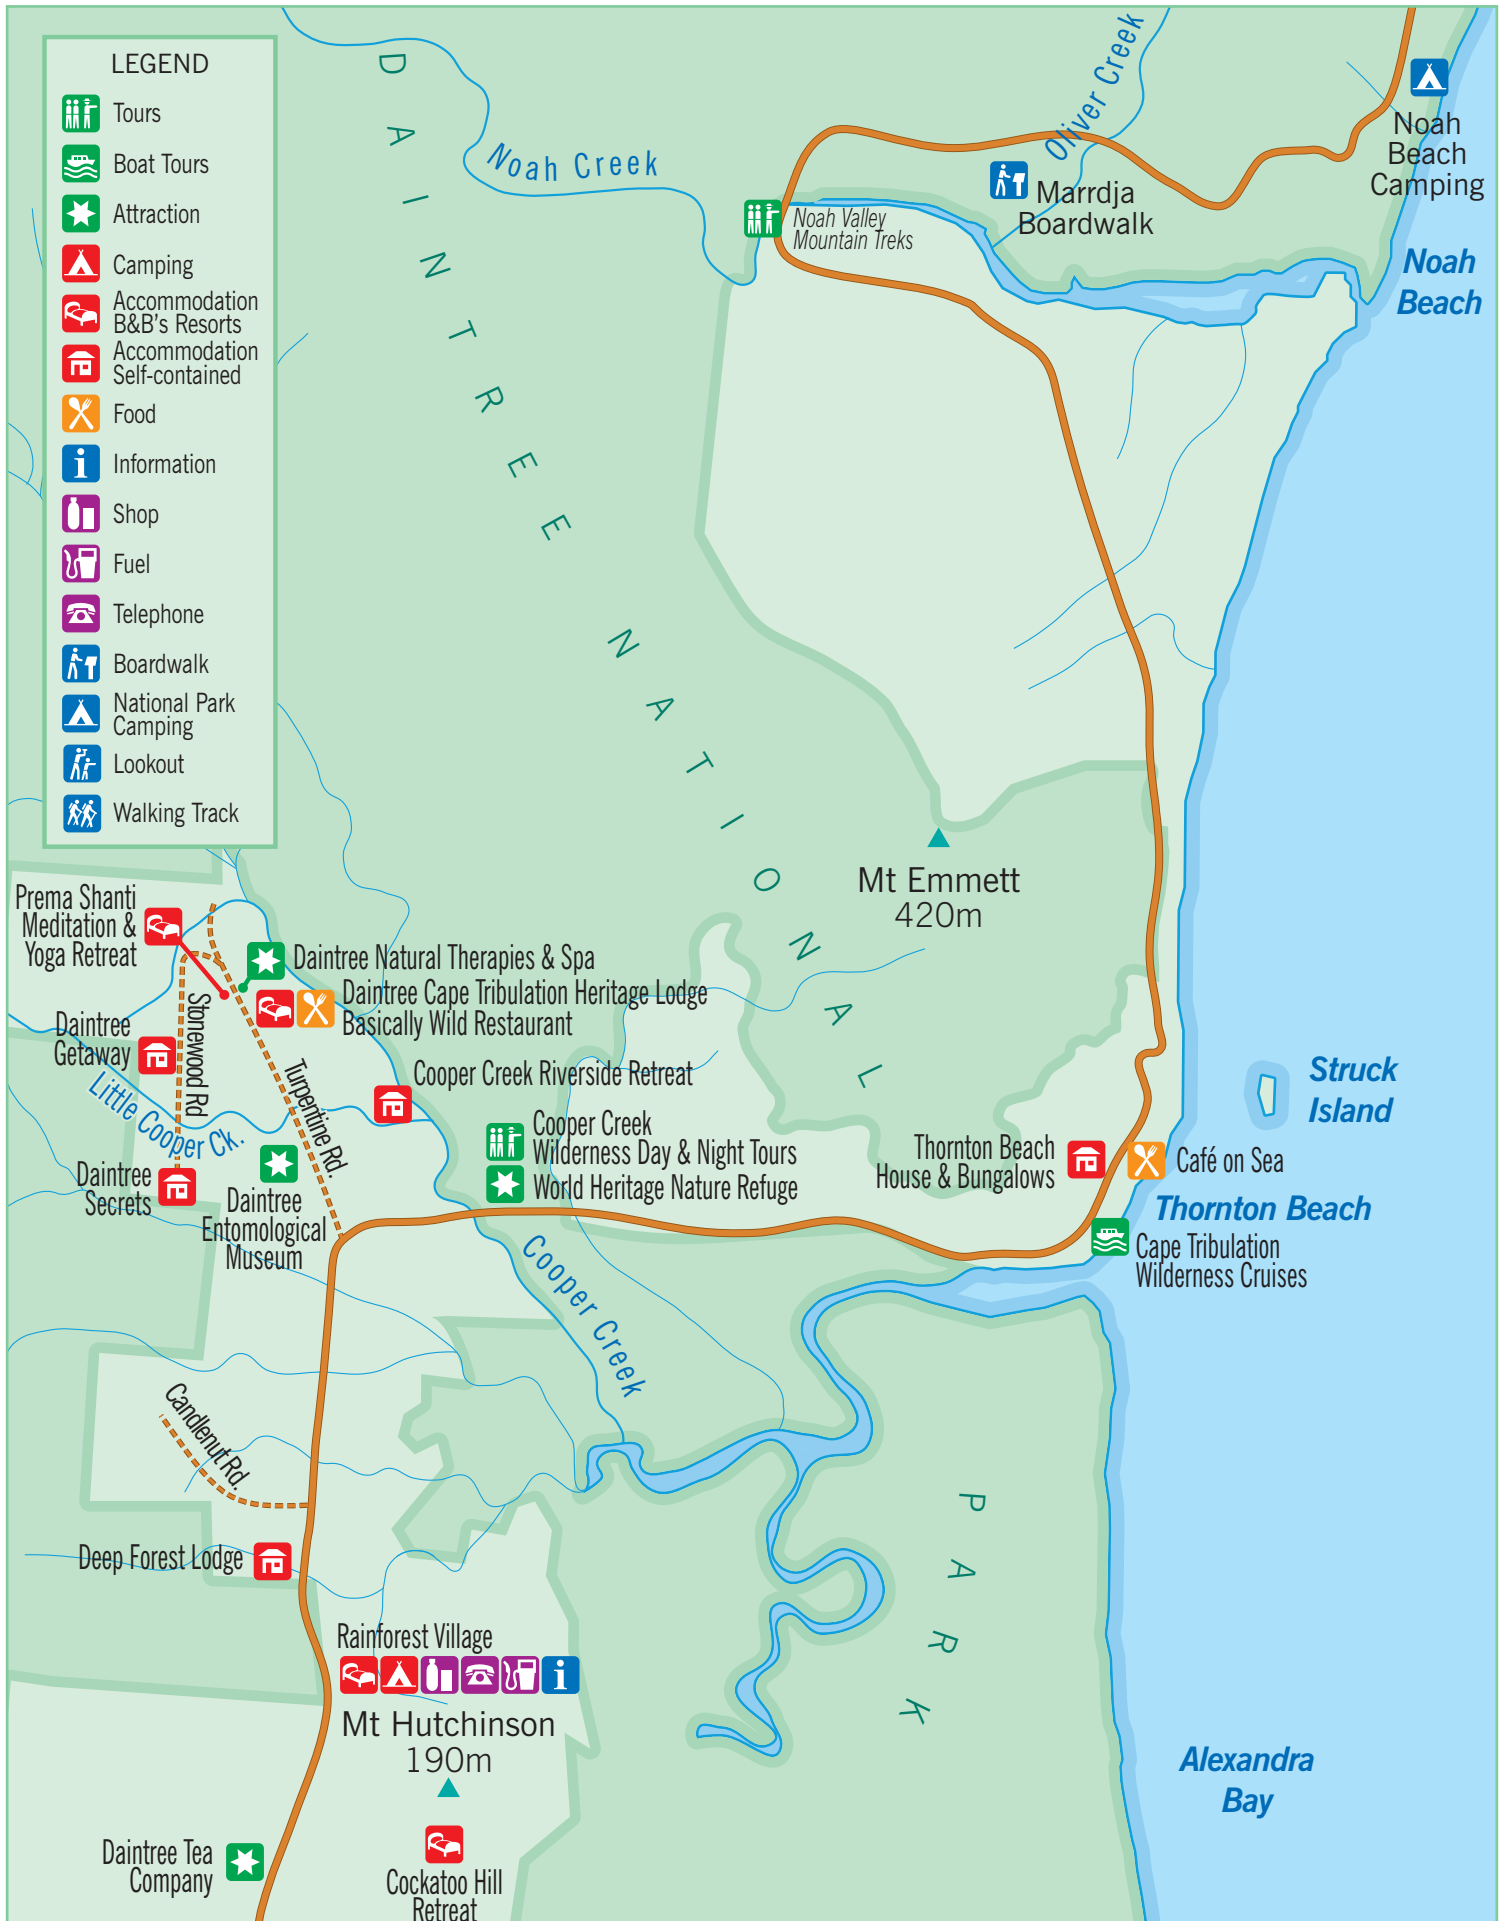 LEGEND
Tours
Boat Tours
Attraction
Camping
Accommodation
B&B's Resorts
Accommodation
Self-contained
Food
Information
Shop
Fuel
Telephone
Boardwalk
National Park
Camping
Lookout
Walking Track
DAINTREE NATIONAL PARK
Noah Creek
Oliver Creek
Noah
Beach
Camping
Marrdja
Boardwalk
Noah Valley
Mountain Treks
Noah
Beach
Mt Emmett
420m
Prema Shanti
Meditation &
Yoga Retreat
Daintree Natural Therapies & Spa
Daintree Cape Tribulation Heritage Lodge
Basically Wild Restaurant
Stonewood Rd
Daintree
Getaway
Turpentine Rd.
Cooper Creek Riverside Retreat
Little Cooper Ck.
Cooper Creek
Wilderness Day & Night Tours
World Heritage Nature Refuge
Daintree
Secrets
Daintree
Entomological
Museum
Struck
Island
Thornton Beach
House & Bungalows
Café on Sea
Thornton Beach
Cape Tribulation
Wilderness Cruises
Cooper Creek
Candlenut Rd.
Deep Forest Lodge
Rainforest Village
Mt Hutchinson
190m
Alexandra
Bay
Daintree Tea
Company
Cockatoo Hill
Retreat